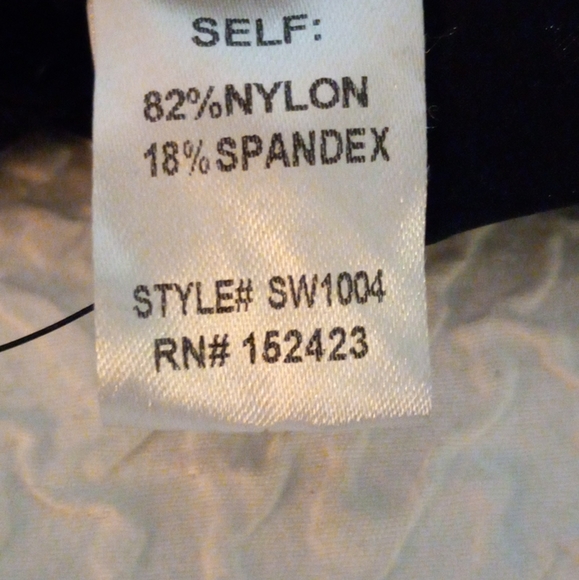 SELF:
82%NYLON
18%SPANDEX
STYLE# SW1004
RN# 152423